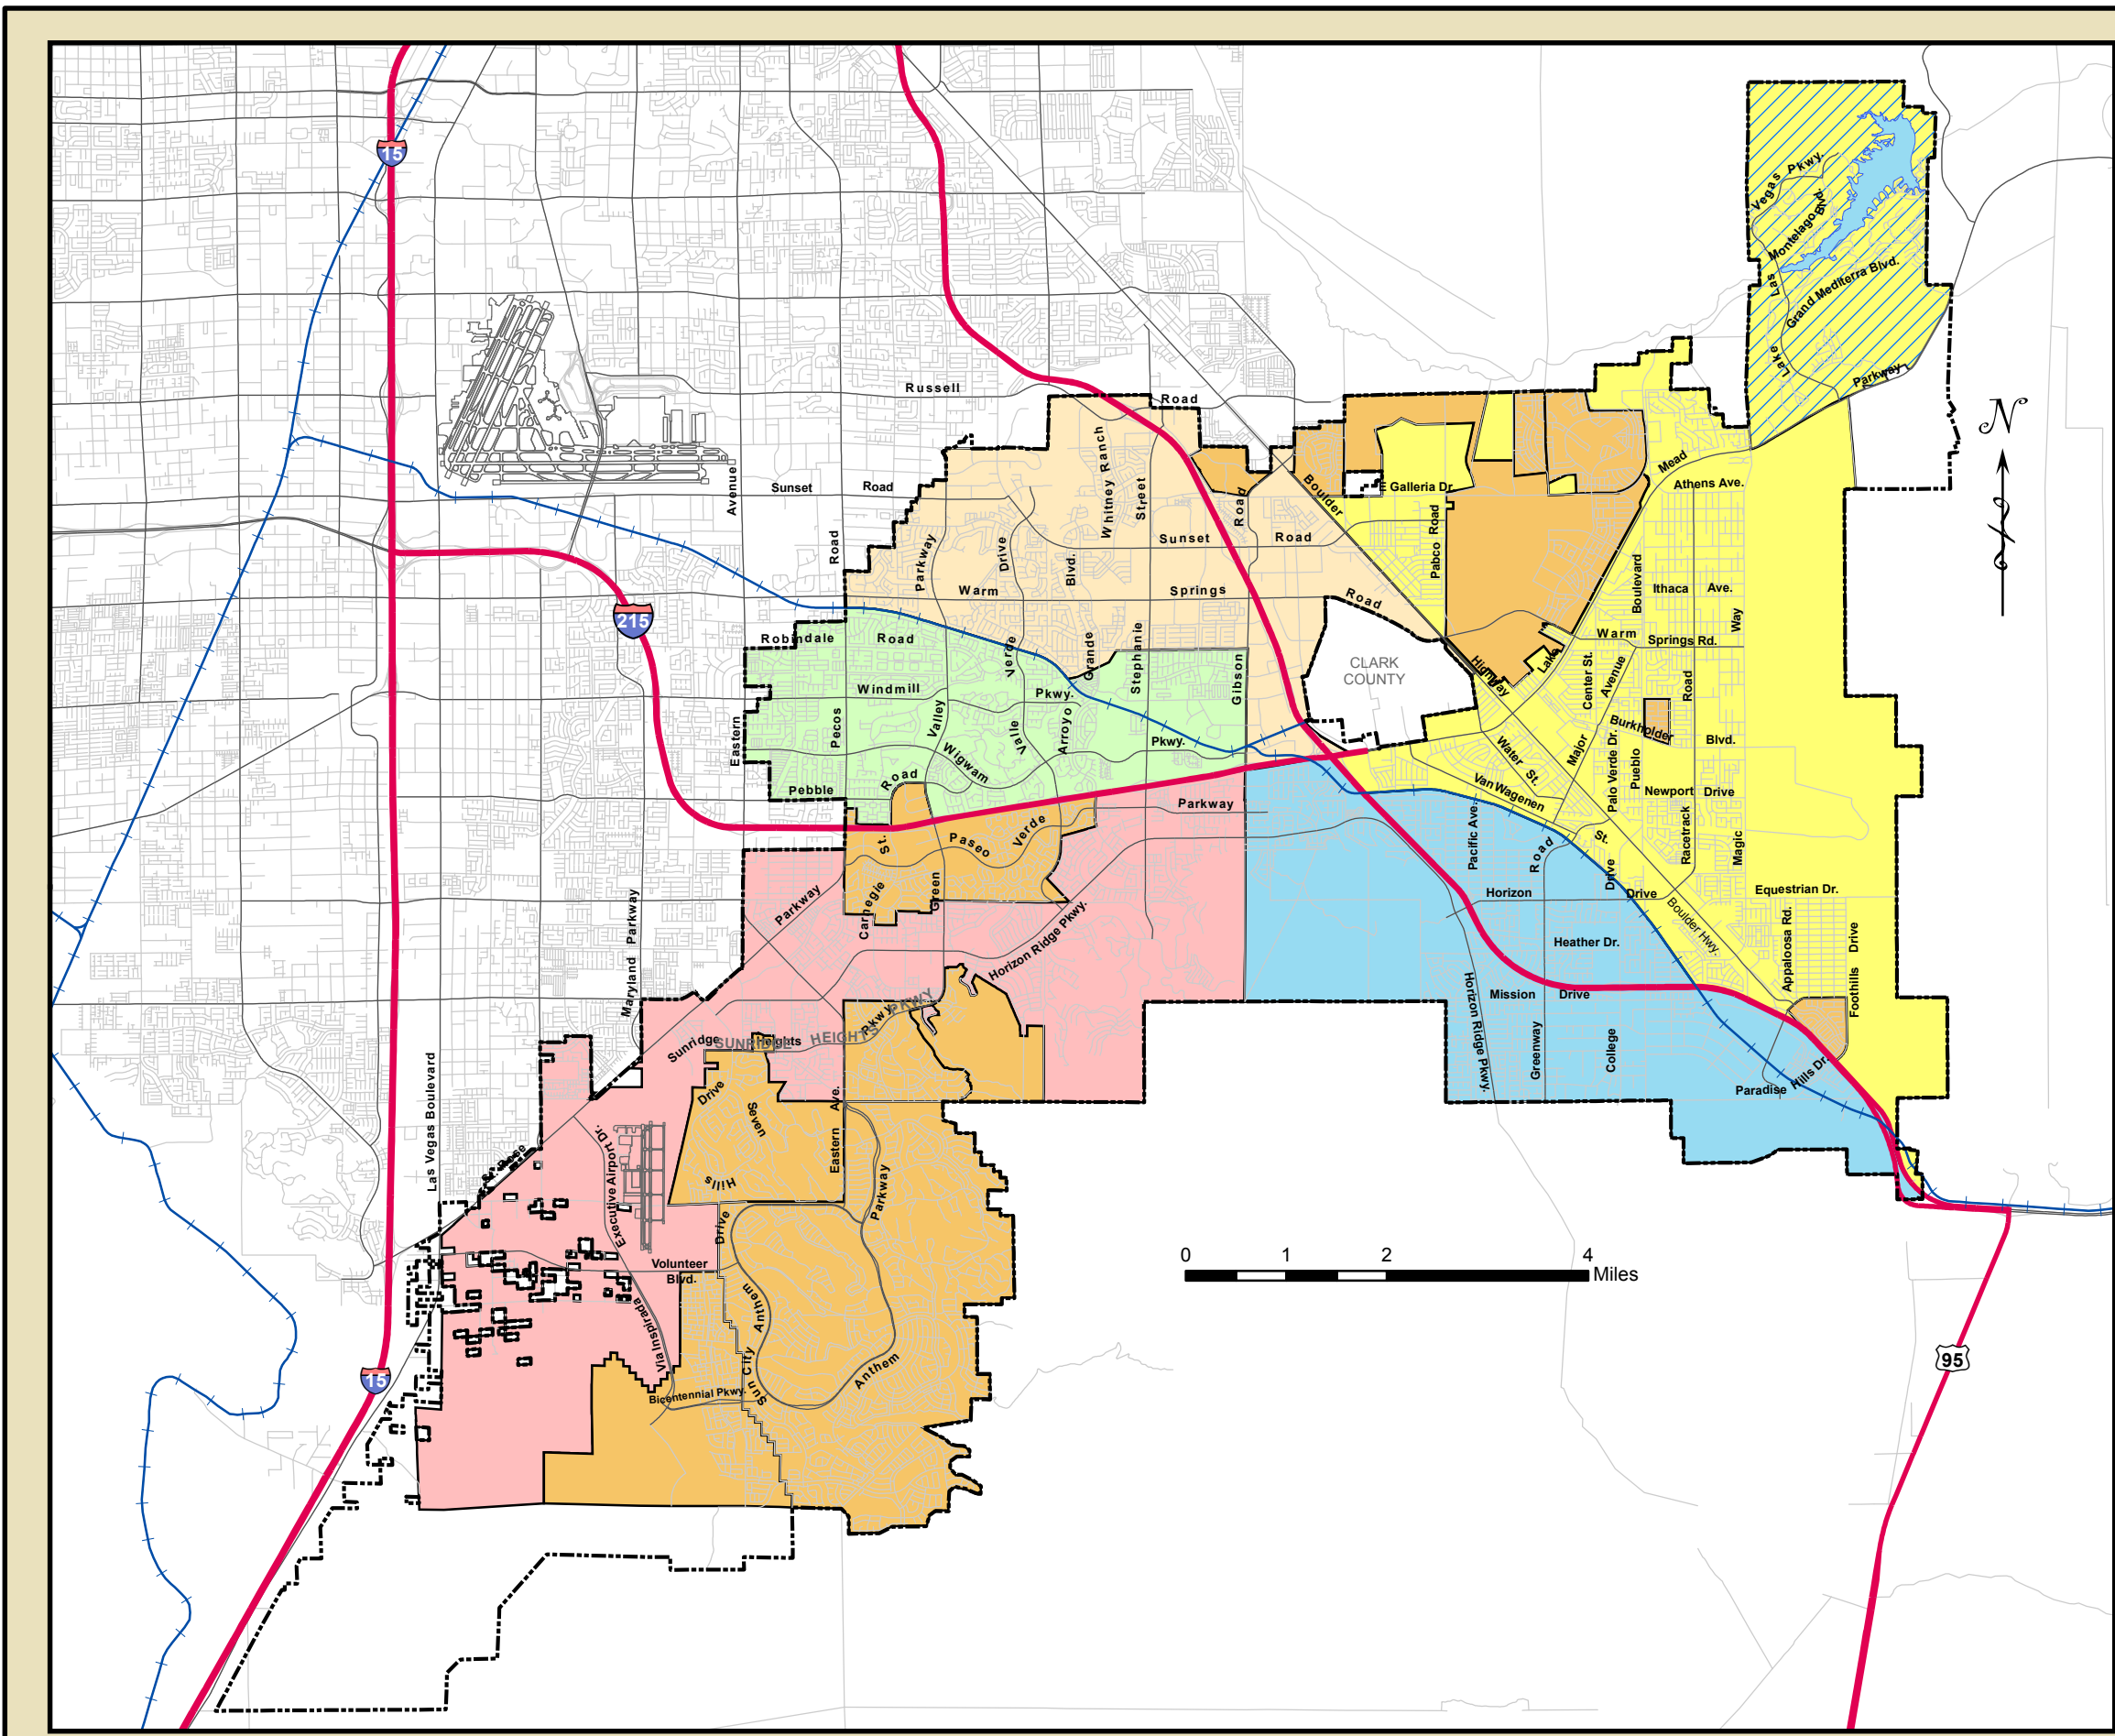 15
Vegas Pkwy.
Montelago Blvd.
Las
Grand Mediterra Blvd.
Lake
Parkway
Russell
Road
N
Whitney Ranch
Street
Road
Avenue
Sunset
Road
Boulder
E Galleria Dr.
Mead
Athens Ave.
Road
Parkway
Drive
Blvd.
Sunset
Road
Pabco Road
Warm
Springs
Road
Boulevard
Ithaca
Ave.
Way
215
Robindale
Road
Verde
Grande
Stephanie
Gibson
CLARK
COUNTY
Highway
Lake
Warm
Springs Rd.
Center St.
Avenue
Road
Windmill
Pkwy.
Eastern
Pecos
Valley
Valle
Arroyo
Pkwy.
Wigwam
Road
Pebble
Water St.
Major
Burkholder
Blvd.
Palo Verde Dr.
Pueblo
Van Wagenen
St.
Newport Drive
Parkway
St.
Paseo
Verde
Pacific Ave.
Road
Drive
Racetrack
Magic
Parkway
Carnegie
Green
Horizon
Drive
Equestrian Dr.
Maryland Parkway
Horizon Ridge Pkwy.
Heather Dr.
Boulder Hwy.
Appaloosa Rd.
Foothills Drive
Mission
Drive
Horizon Ridge Pkwy.
Greenway
College
Sunridge
Heights
Pkwy
SUNRIDGE HEIGHTS PKWY
Las Vegas Boulevard
Drive
Seven
Hills
Ave.
Eastern
Paradise
Hills Dr.
Rose
Executive Airport Dr.
Parkway
Drive
Volunteer
Blvd.
0 1 2 4
Miles
Anthem
Via Inspirada
Sun City
Anthem
Bicentennial Pkwy.
15
95